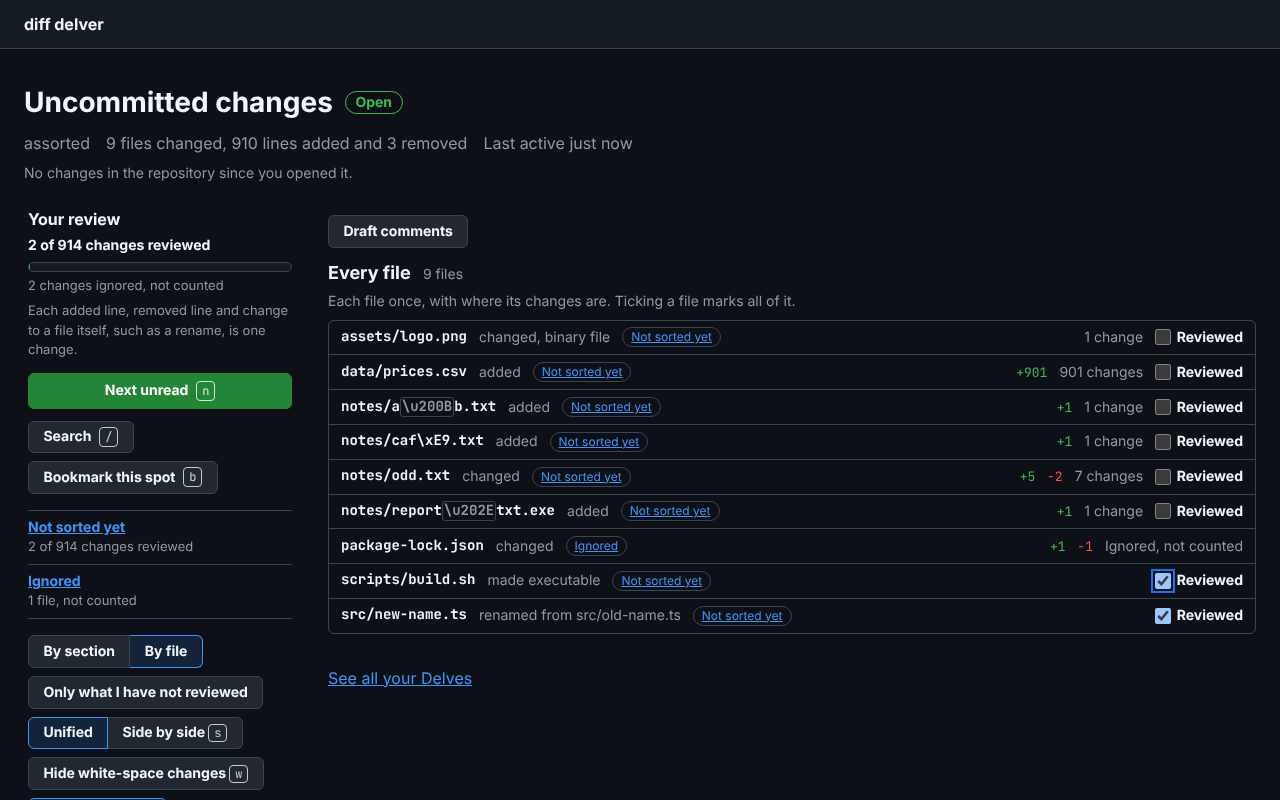 diff delver
Uncommitted changes Open
assorted 9 files changed, 910 lines added and 3 removed Last active just now
No changes in the repository since you opened it.
Your review
2 of 914 changes reviewed
2 changes ignored, not counted
Each added line, removed line and change
to a file itself, such as a rename, is one
change.
Next unread n
Search /
Bookmark this spot b
Not sorted yet
2 of 914 changes reviewed
Ignored
1 file, not counted
By section By file
Only what I have not reviewed
Unified Side by side s
Hide white-space changes w
Draft comments
Every file 9 files
Each file once, with where its changes are. Ticking a file marks all of it.
assets/logo.png changed, binary file Not sorted yet 1 change Reviewed
data/prices.csv added Not sorted yet +901 901 changes Reviewed
notes/a\u200Bb.txt added Not sorted yet +1 1 change Reviewed
notes/caf\xE9.txt added Not sorted yet +1 1 change Reviewed
notes/odd.txt changed Not sorted yet +5 -2 7 changes Reviewed
notes/report\u202Etxt.exe added Not sorted yet +1 1 change Reviewed
package-lock.json changed Ignored +1 -1 Ignored, not counted
scripts/build.sh made executable Not sorted yet Reviewed
src/new-name.ts renamed from src/old-name.ts Not sorted yet Reviewed
See all your Delves